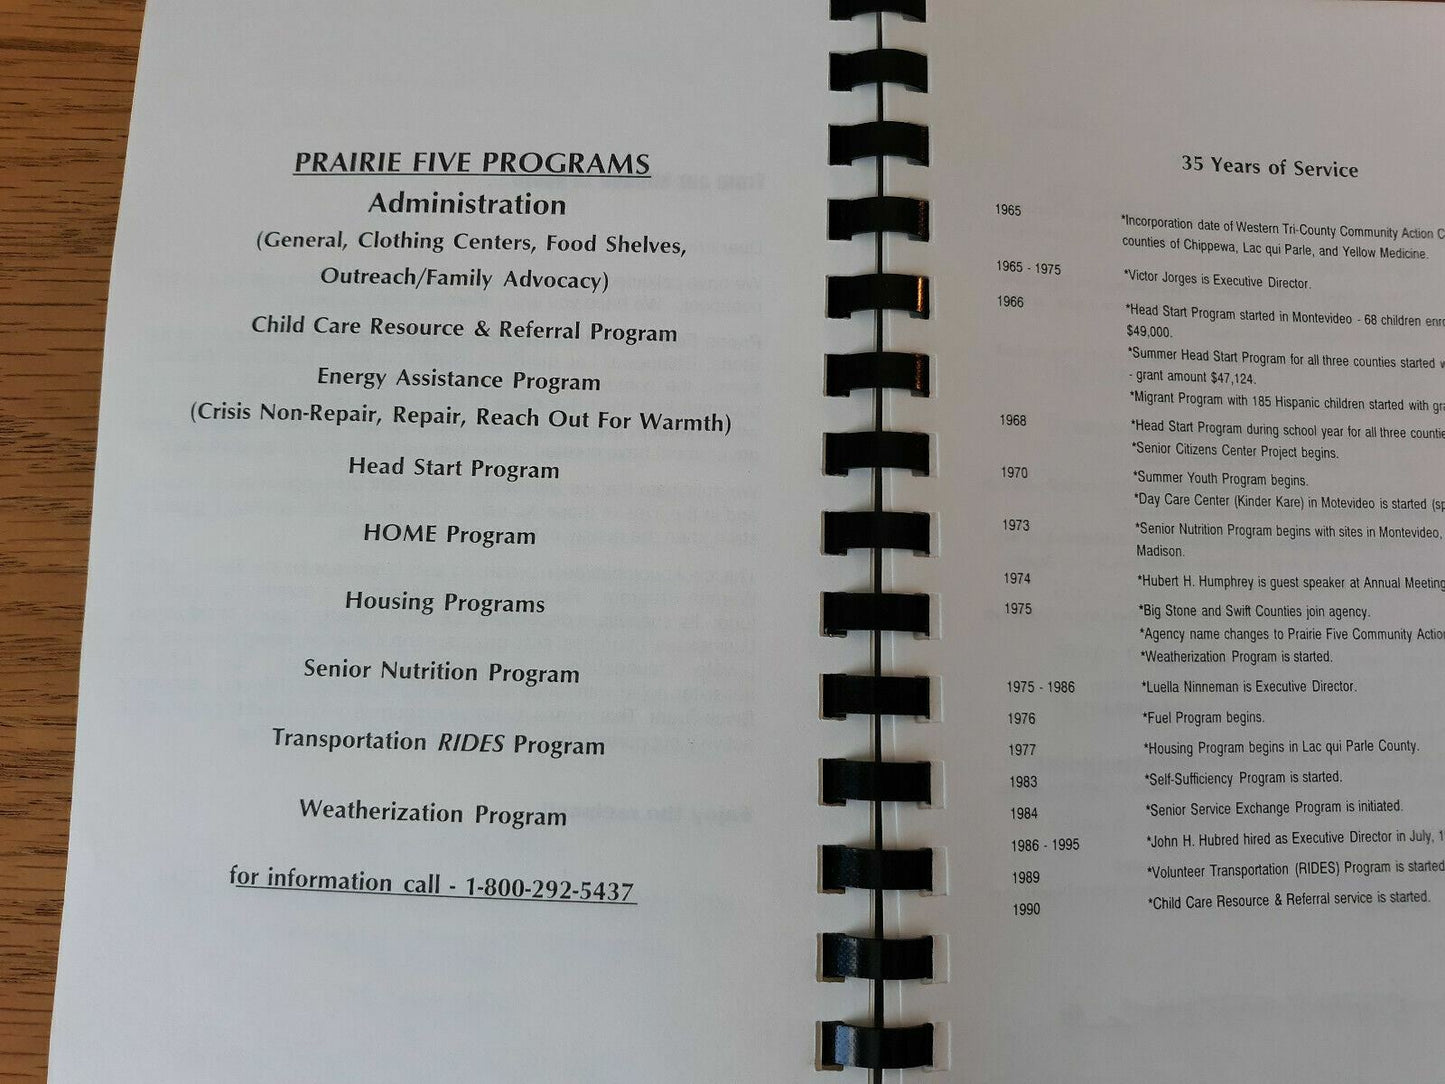 PRAIRIE FIVE PROGRAMS
Administration
(General, Clothing Centers, Food Shelves,
Outreach/Family Advocacy)
Child Care Resource & Referral Program
Energy Assistance Program
(Crisis Non-Repair, Repair, Reach Out For Warmth)
Head Start Program
HOME Program
Housing Programs
Senior Nutrition Program
Transportation RIDES Program
Weatherization Program
for information call - 1-800-292-5437
35 Years of Service
1965 *Incorporation date of Western Tri-County Community Action
counties of Chippewa, Lac qui Parle, and Yellow Medicine.
1965 - 1975 *Victor Jorges is Executive Director.
1966 *Head Start Program started in Montevideo - 68 children
$49,000.
*Summer Head Start Program for all three counties started
- grant amount $47,124.
*Migrant Program with 185 Hispanic children started with
1968 *Head Start Program during school year for all three
*Senior Citizens Center Project begins.
1970 *Summer Youth Program begins.
*Day Care Center (Kinder Kare) in Motevideo is started
1973 *Senior Nutrition Program begins with sites in Montevideo,
Madison.
1974 *Hubert H. Humphrey is guest speaker at Annual Meeting
1975 *Big Stone and Swift Counties join agency.
*Agency name changes to Prairie Five Community Action
*Weatherization Program is started.
1975 - 1986 *Luella Ninneman is Executive Director.
1976 *Fuel Program begins.
1977 *Housing Program begins in Lac qui Parle County.
1983 *Self-Sufficiency Program is started.
1984 *Senior Service Exchange Program is initiated.
1986 - 1995 *John H. Hubred hired as Executive Director in July,
1989 *Volunteer Transportation (RIDES) Program is started
1990 *Child Care Resource & Referral service is started.